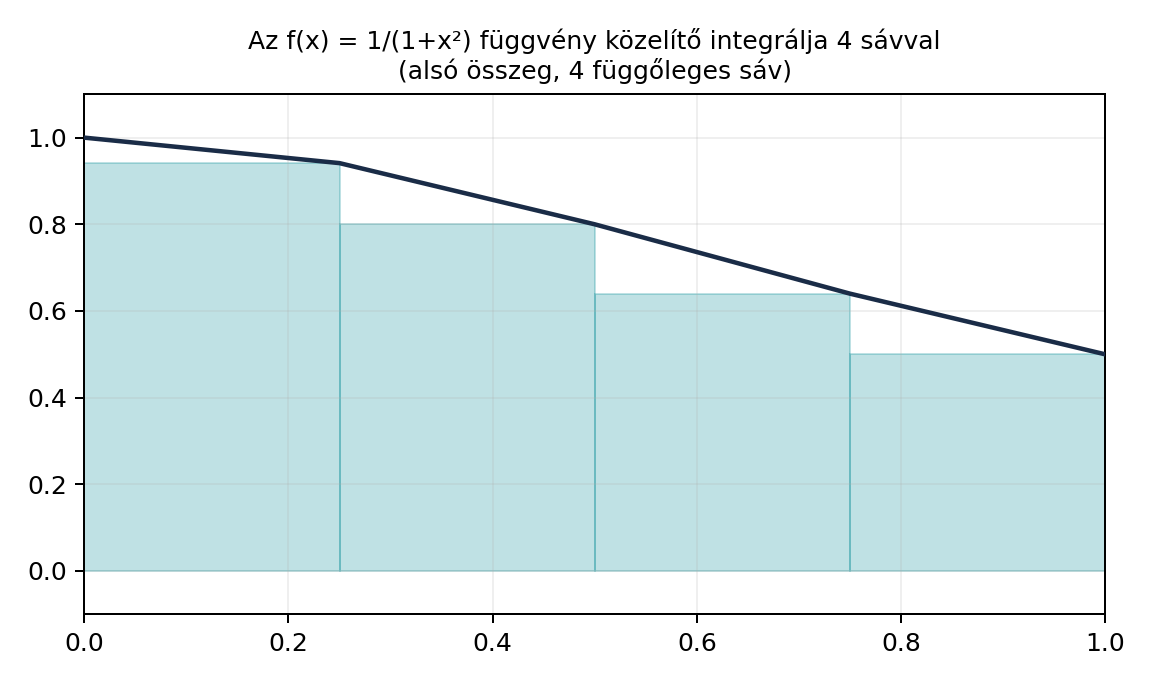 Az f(x) = 1/(1+x²) függvény közelítő integrálja 4 sávval
(alsó összeg, 4 függőleges sáv)
1.0
0.8
0.6
0.4
0.2
0.0
0.0 0.2 0.4 0.6 0.8 1.0